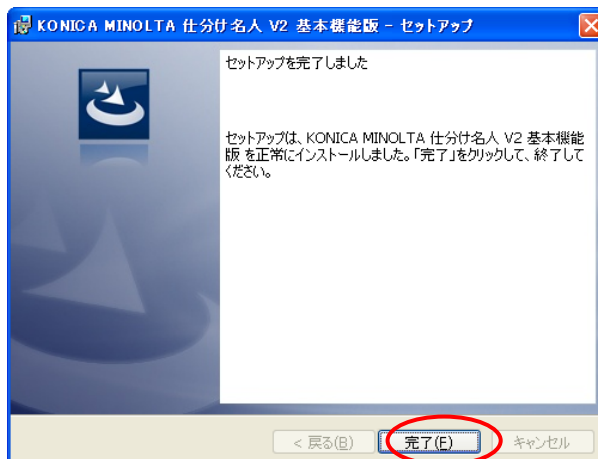 KONICA MINOLTA 仕分け名人 V2 基本機能版 - セットアップ
セットアップを完了しました
セットアップは、KONICA MINOLTA 仕分け名人 V2 基本機能
版 を正常にインストールしました。「完了」をクリックして、終了して
ください。
< 戻る(B) 完了(F) キャンセル